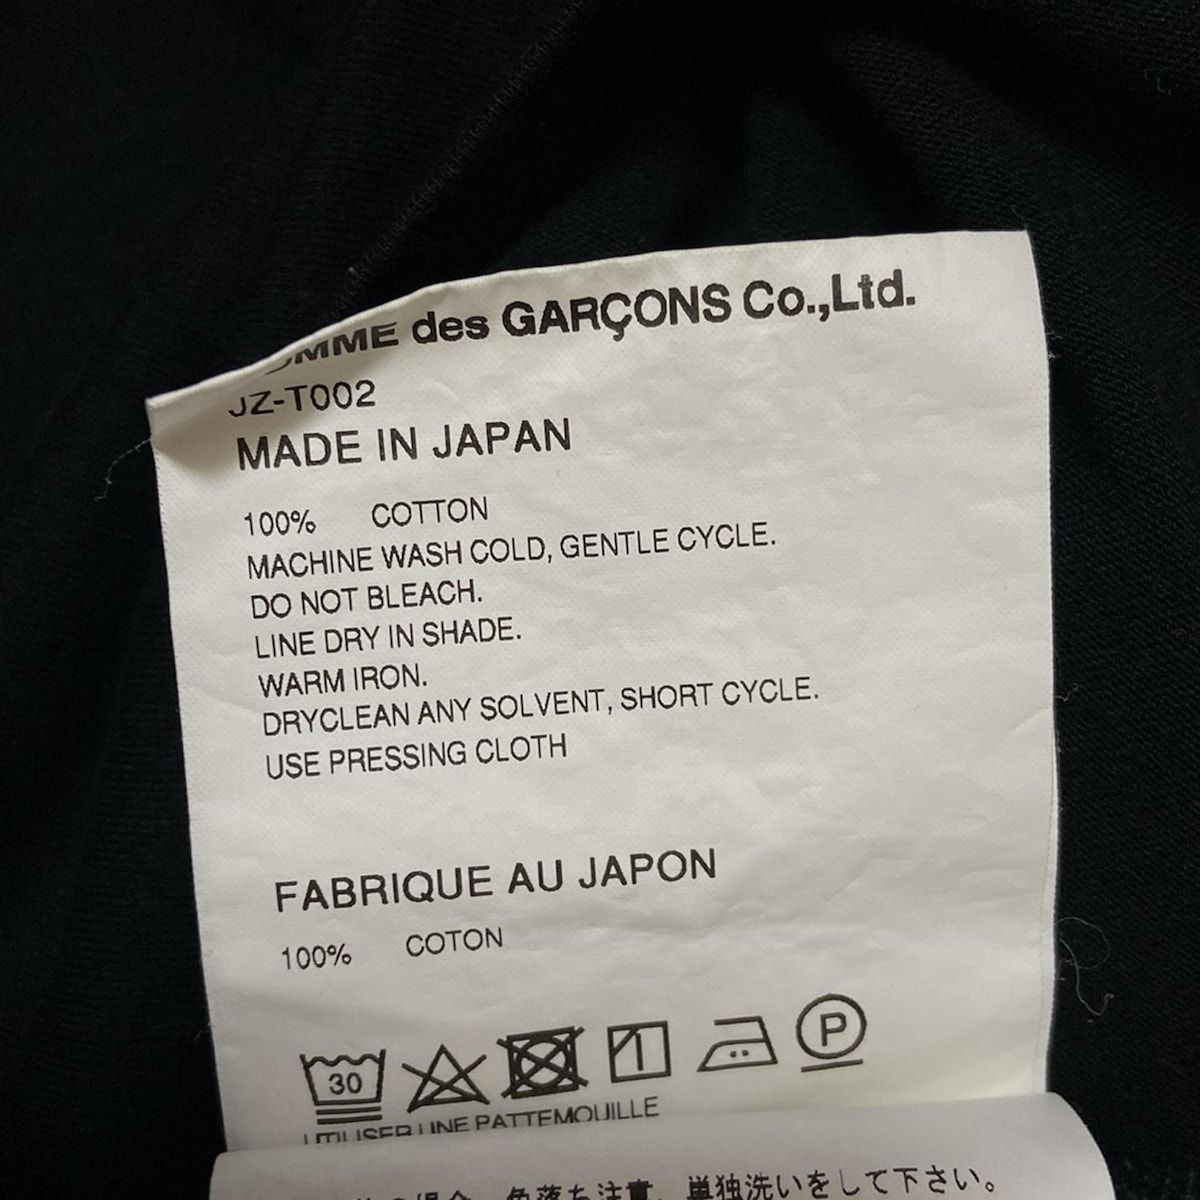 des GARÇONS Co.,Ltd.
JZ-T002
MADE IN JAPAN
100% COTTON
MACHINE WASH COLD, GENTLE CYCLE.
DO NOT BLEACH.
LINE DRY IN SHADE.
WARM IRON.
DRYCLEAN ANY SOLVENT, SHORT CYCLE.
USE PRESSING CLOTH
FABRIQUE AU JAPON
100% COTON
30 P
UTILISER UNE PATTEMOUILLE
色落ち注意、単独洗いをして下さい。